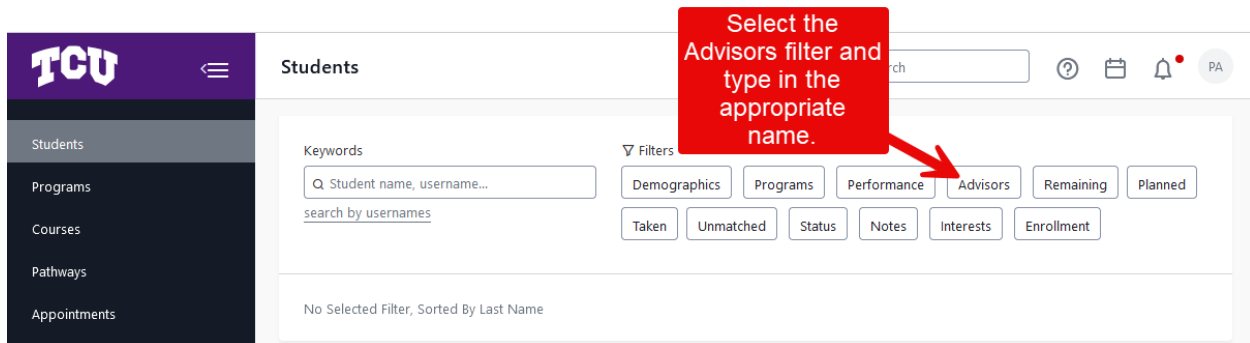 Select the
Advisors filter and
type in the
appropriate
name.
TCU
Students
rch
PA
Students
Programs
Courses
Pathways
Appointments
Keywords
Student name, username...
search by usernames
Filters
Demographics Programs Performance Advisors Remaining Planned
Taken Unmatched Status Notes Interests Enrollment
No Selected Filter, Sorted By Last Name